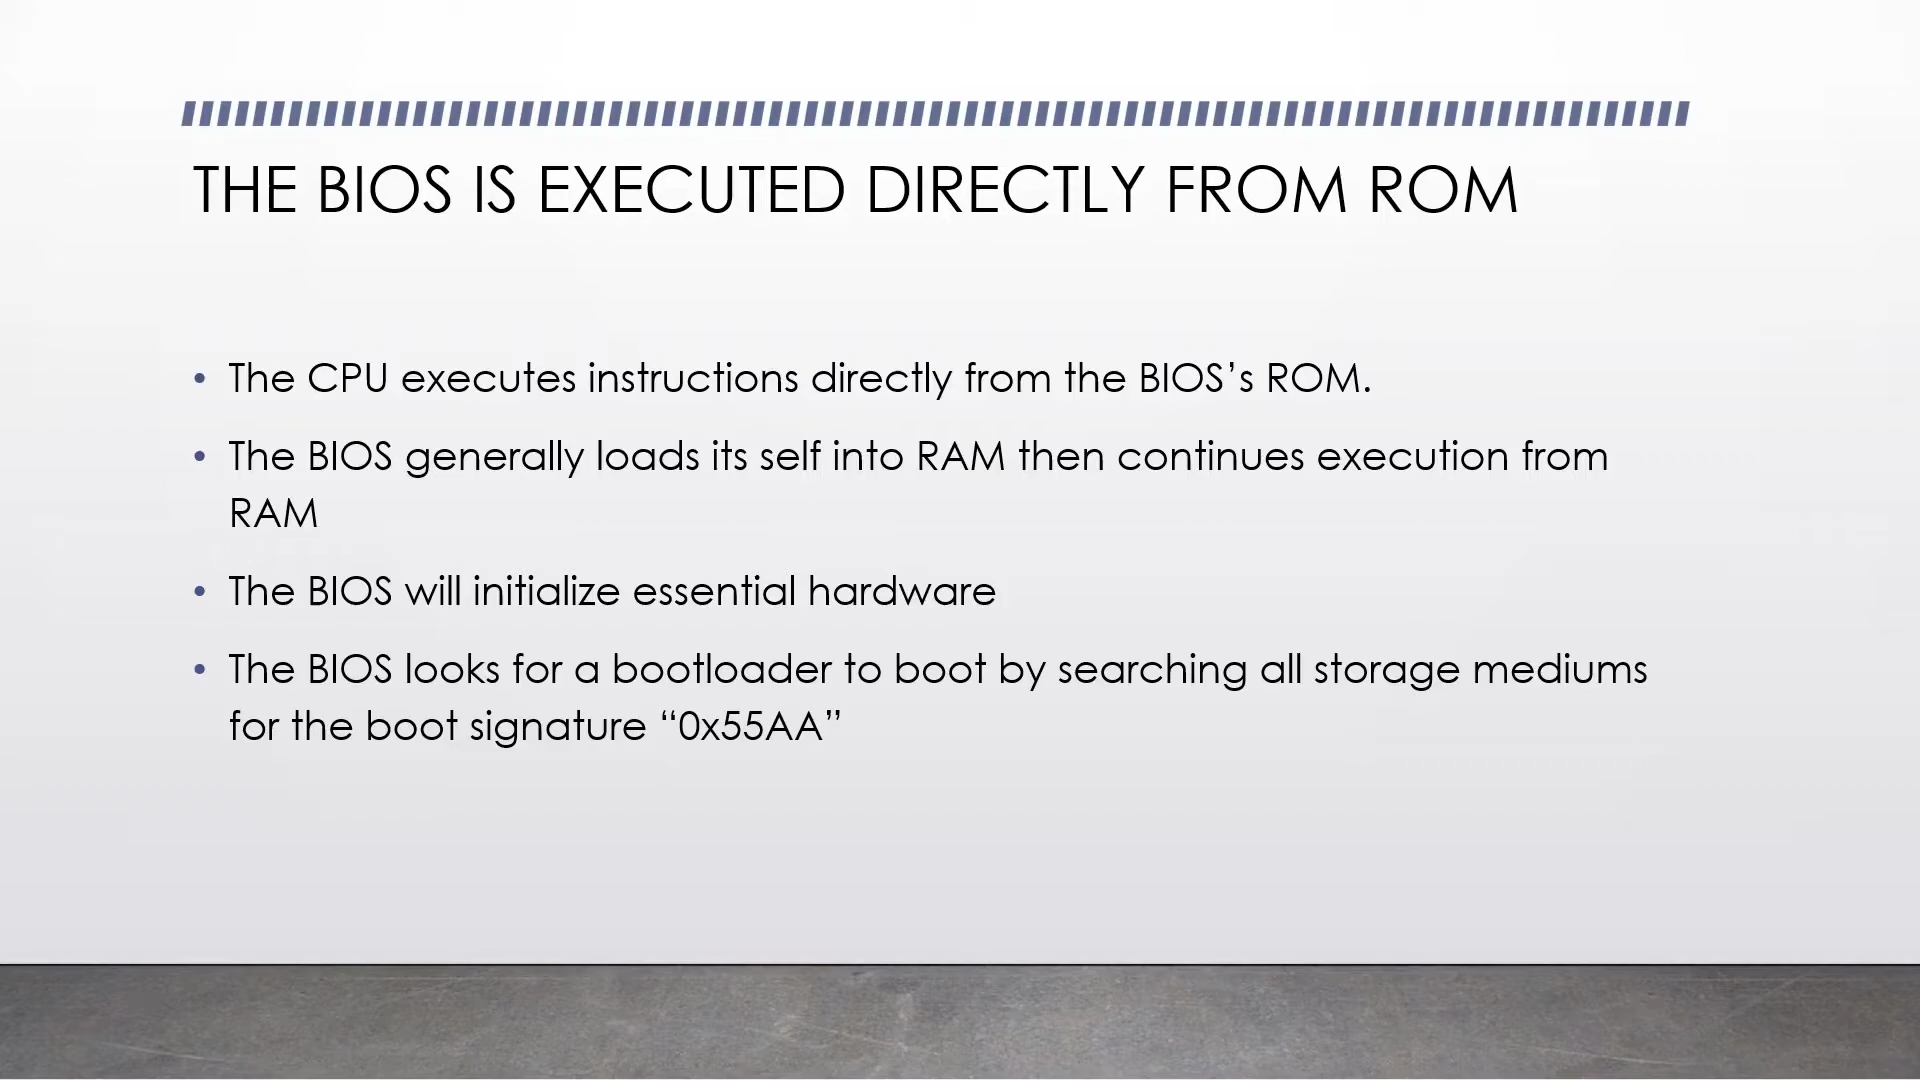 THE BIOS IS EXECUTED DIRECTLY FROM ROM
• The CPU executes instructions directly from the BIOS’s ROM.
• The BIOS generally loads its self into RAM then continues execution from
RAM
• The BIOS will initialize essential hardware
• The BIOS looks for a bootloader to boot by searching all storage mediums
for the boot signature “0x55AA”